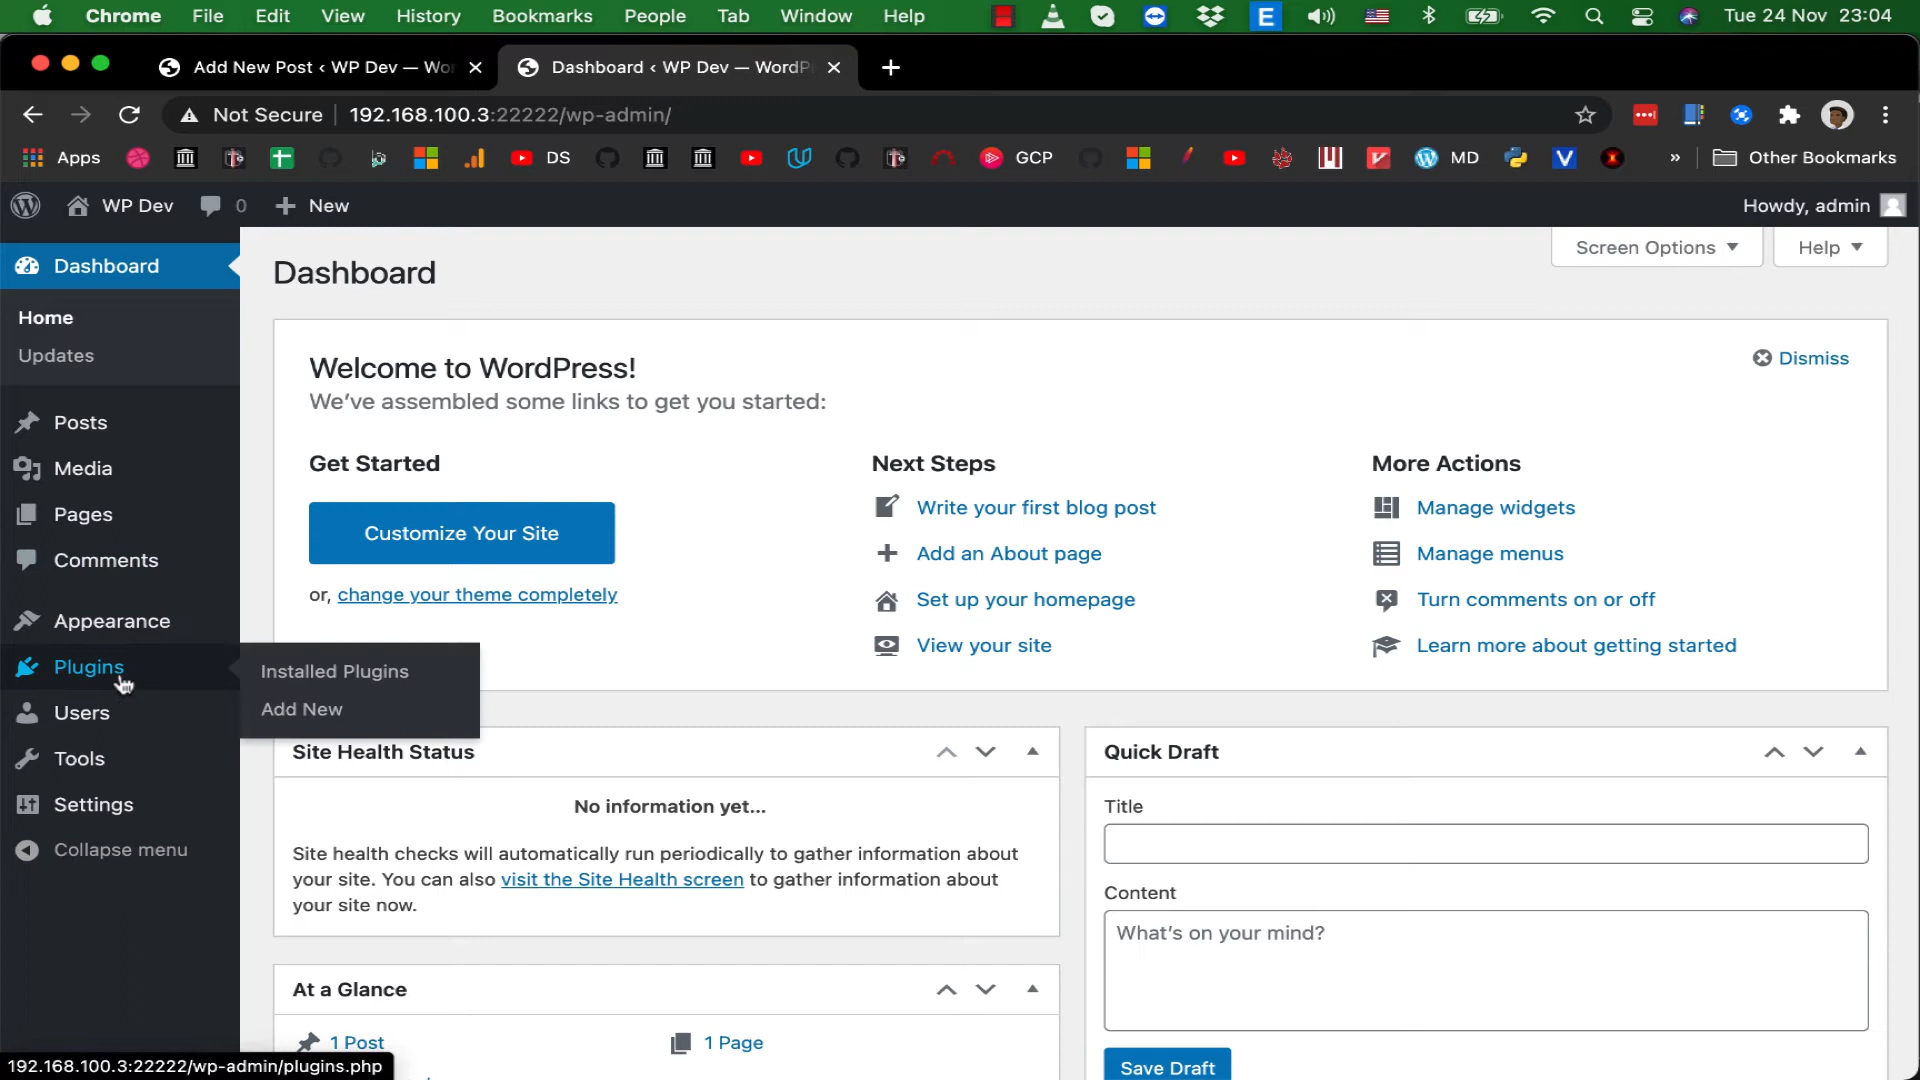 Chrome File Edit View History Bookmarks People Tab Window Help E Tue 24 Nov 23:04
Add New Post ‹ WP Dev — Wo
Dashboard ‹ WP Dev — WordP
Not Secure 192.168.100.3:22222/wp-admin/
Apps DS GCP MD » Other Bookmarks
WP Dev 0 New Howdy, admin
Dashboard
Home
Updates
Posts
Media
Pages
Comments
Appearance
Plugins
Installed Plugins
Add New
Users
Tools
Settings
Collapse menu
Screen Options Help
Dashboard
Welcome to WordPress!
Dismiss
We've assembled some links to get you started:
Get Started
Customize Your Site
or, change your theme completely
Next Steps
Write your first blog post
Add an About page
Set up your homepage
View your site
More Actions
Manage widgets
Manage menus
Turn comments on or off
Learn more about getting started
Site Health Status
No information yet...
Site health checks will automatically run periodically to gather information about
your site. You can also visit the Site Health screen to gather information about
your site now.
At a Glance
1 Post
1 Page
Quick Draft
Title
Content
What's on your mind?
Save Draft
192.168.100.3:22222/wp-admin/plugins.php